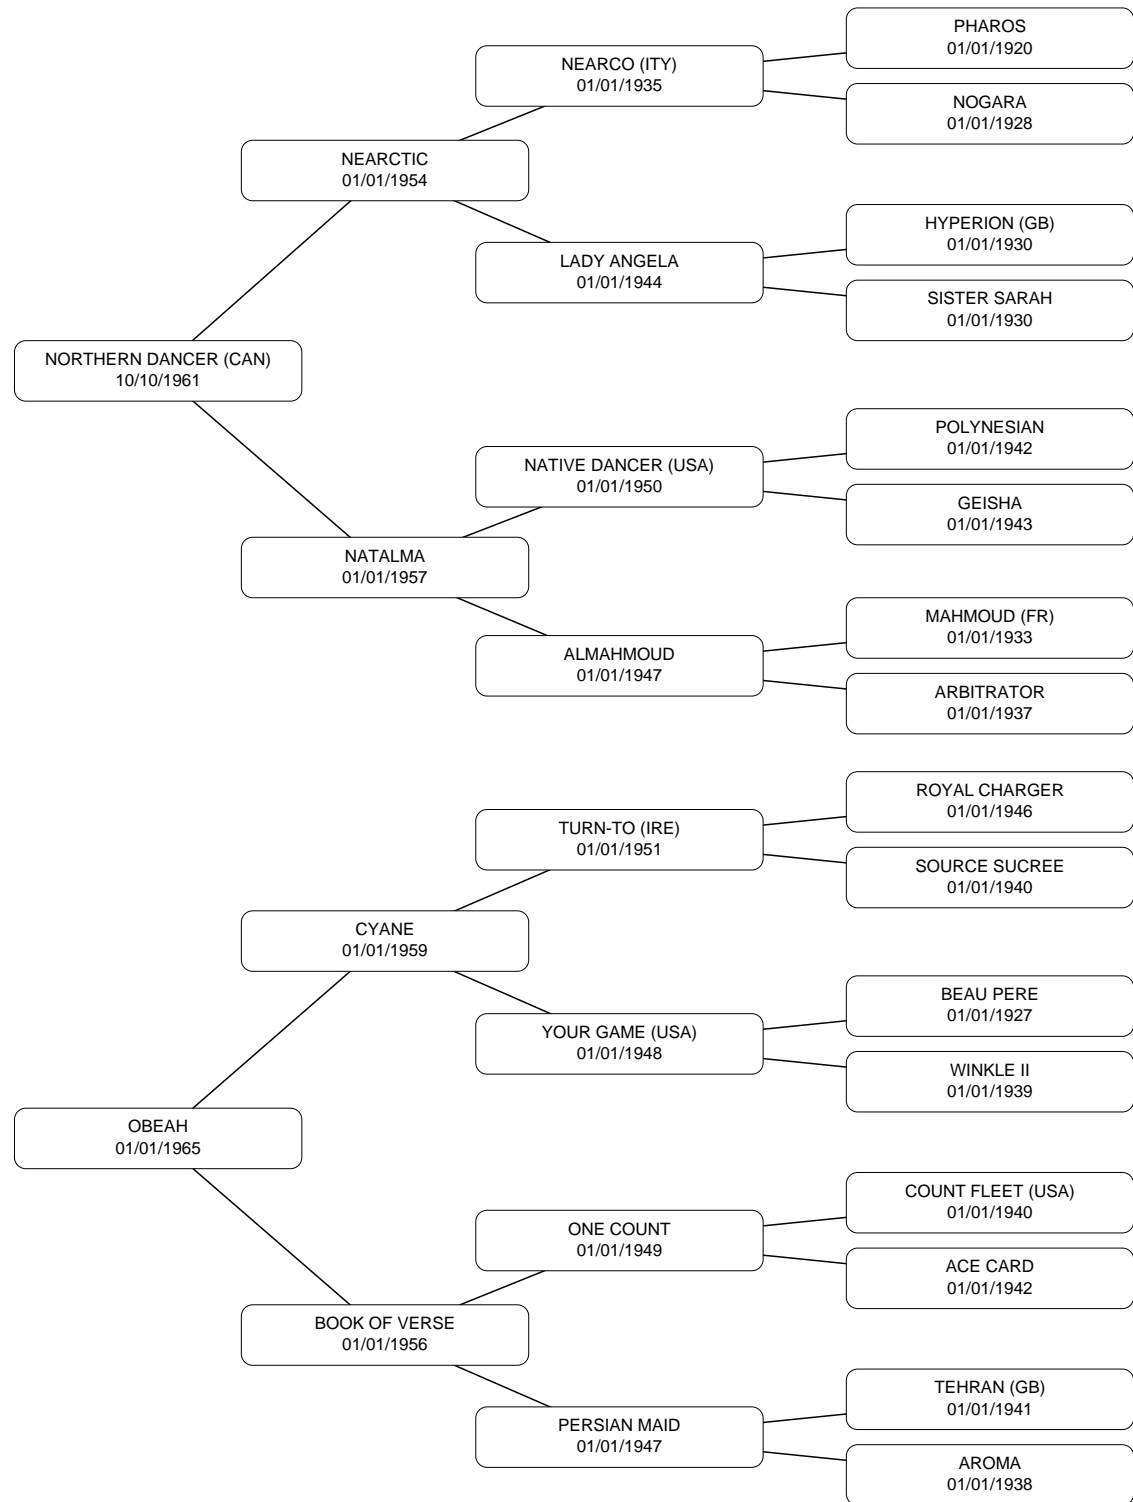 PHAROS
01/01/1920
NEARCO (ITY)
01/01/1935
NOGARA
01/01/1928
NEARCTIC
01/01/1954
HYPERION (GB)
01/01/1930
LADY ANGELA
01/01/1944
SISTER SARAH
01/01/1930
NORTHERN DANCER (CAN)
10/10/1961
POLYNESIAN
01/01/1942
NATIVE DANCER (USA)
01/01/1950
GEISHA
01/01/1943
NATALMA
01/01/1957
MAHMOUD (FR)
01/01/1933
ALMAHMOUD
01/01/1947
ARBITRATOR
01/01/1937
ROYAL CHARGER
01/01/1946
TURN-TO (IRE)
01/01/1951
SOURCE SUCREE
01/01/1940
CYANE
01/01/1959
BEAU PERE
01/01/1927
YOUR GAME (USA)
01/01/1948
WINKLE II
01/01/1939
OBEAH
01/01/1965
COUNT FLEET (USA)
01/01/1940
ONE COUNT
01/01/1949
ACE CARD
01/01/1942
BOOK OF VERSE
01/01/1956
TEHRAN (GB)
01/01/1941
PERSIAN MAID
01/01/1947
AROMA
01/01/1938